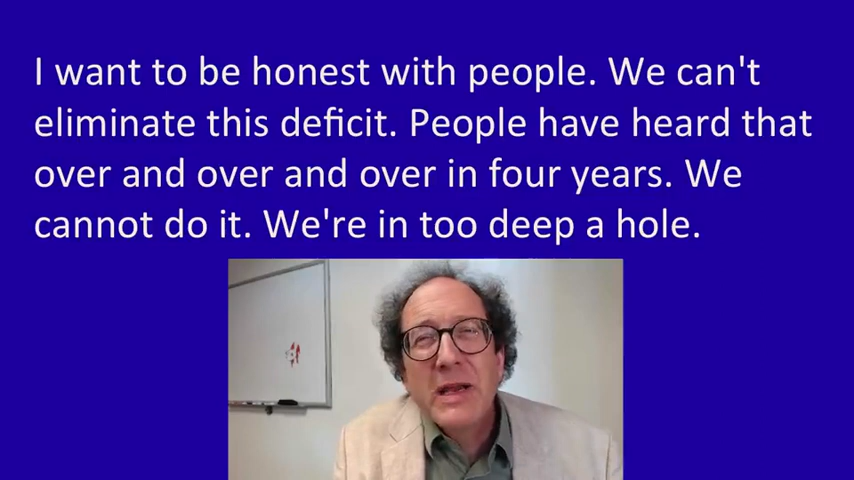 I want to be honest with people. We can't
eliminate this deficit. People have heard that
over and over and over in four years. We
cannot do it. We're in too deep a hole.